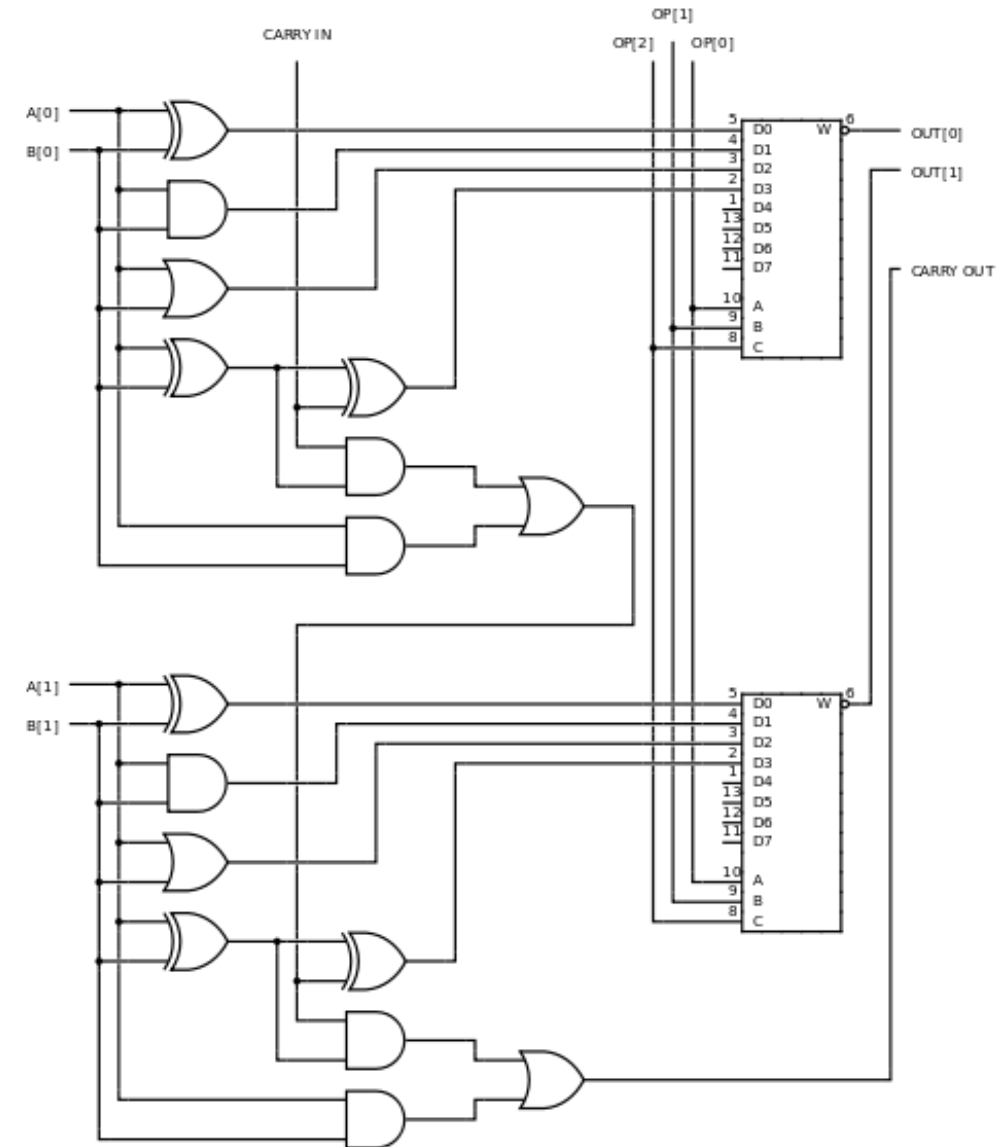 OP[1]
CARRY IN
OP[2]
OP[0]
A[0]
B[0]
5
4
3
2
1
13
12
11
10
9
8
D0
D1
D2
D3
D4
D5
D6
D7
A
B
C
W
6
OUT[0]
OUT[1]
CARRY OUT
A[1]
B[1]
5
4
3
2
1
13
12
11
10
9
8
D0
D1
D2
D3
D4
D5
D6
D7
A
B
C
W
6